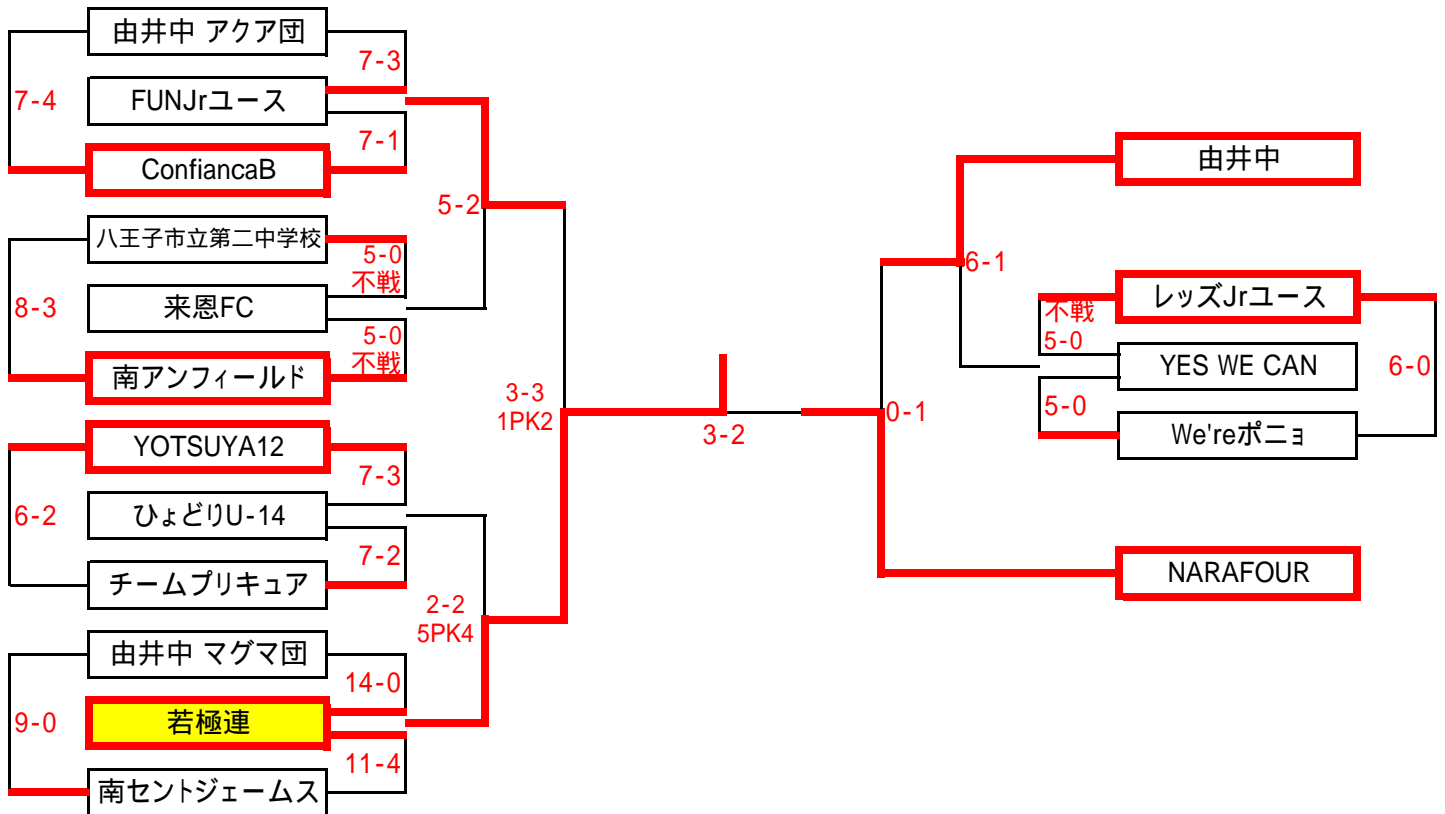 由井中 アクア団
7-3
7-4
FUNJrユース
7-1
ConfiancaB
5-2
八王子市立第二中学校
5-0
不戦
8-3
来恩FC
5-0
不戦
南アンフィールド
3-3
1PK2
YOTSUYA12
7-3
6-2
ひょどりU-14
7-2
チームプリキュア
2-2
5PK4
由井中 マグマ団
14-0
9-0
若極連
11-4
南セントジェームス
3-2
由井中
6-1
レッズJrユース
不戦
5-0
YES WE CAN
6-0
5-0
We'reポニョ
0-1
NARAFOUR